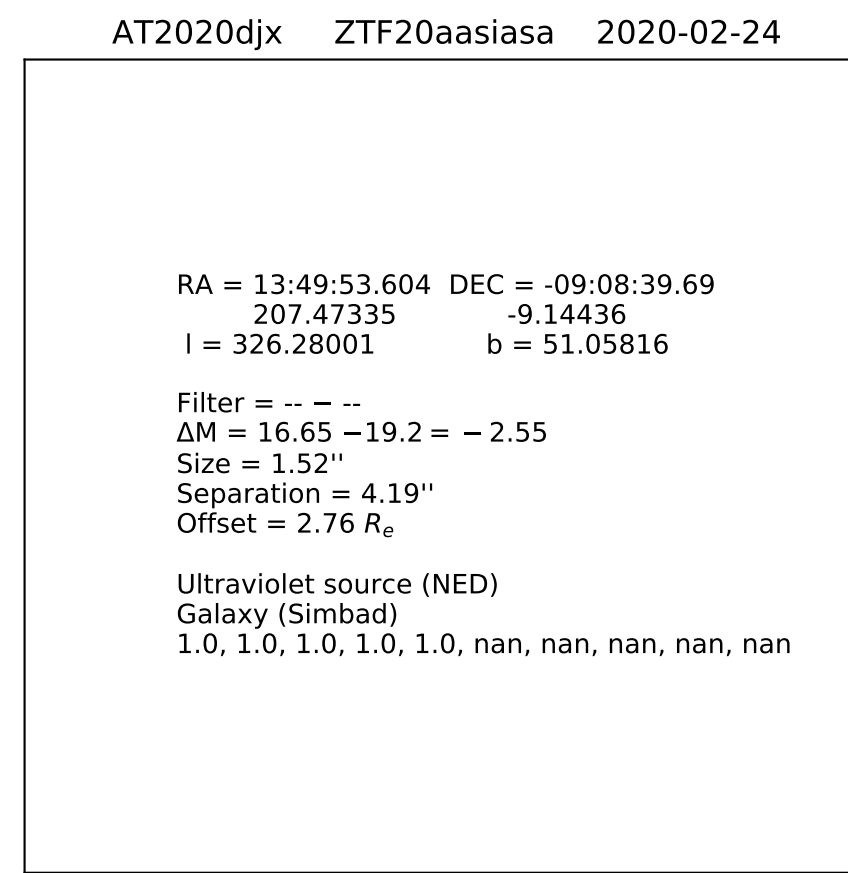 AT2020djx ZTF20aasiasa 2020-02-24
RA = 13:49:53.604 DEC = -09:08:39.69
207.47335 -9.14436
l = 326.28001 b = 51.05816
Filter = -- − --
ΔM = 16.65 −19.2 = −2.55
Size = 1.52''
Separation = 4.19''
Offset = 2.76 Re
Ultraviolet source (NED)
Galaxy (Simbad)
1.0, 1.0, 1.0, 1.0, 1.0, nan, nan, nan, nan, nan